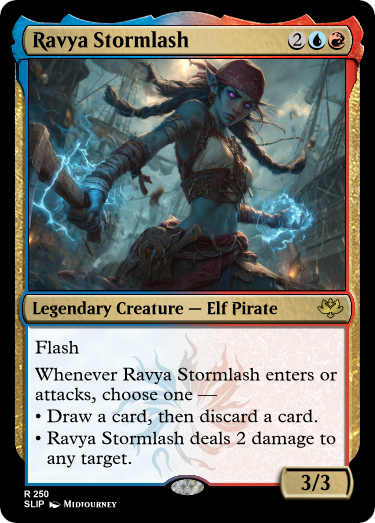 Ravya Stormlash 2
Legendary Creature — Elf Pirate
Flash
Whenever Ravya Stormlash enters or
attacks, choose one —
• Draw a card, then discard a card.
• Ravya Stormlash deals 2 damage to
any target.
3/3
R 250
SLIP Midjourney